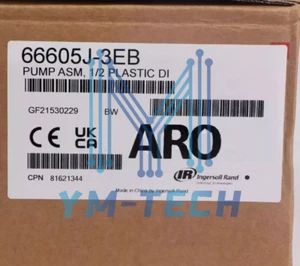 66605J-3EB
PUMP ASM, 1/2 PLASTIC DI
GF21530229
CE UK CA
ARO
CPN 81621344
IR Ingersoll Rand
Made in China by Ingersoll Rand
YM-TECH